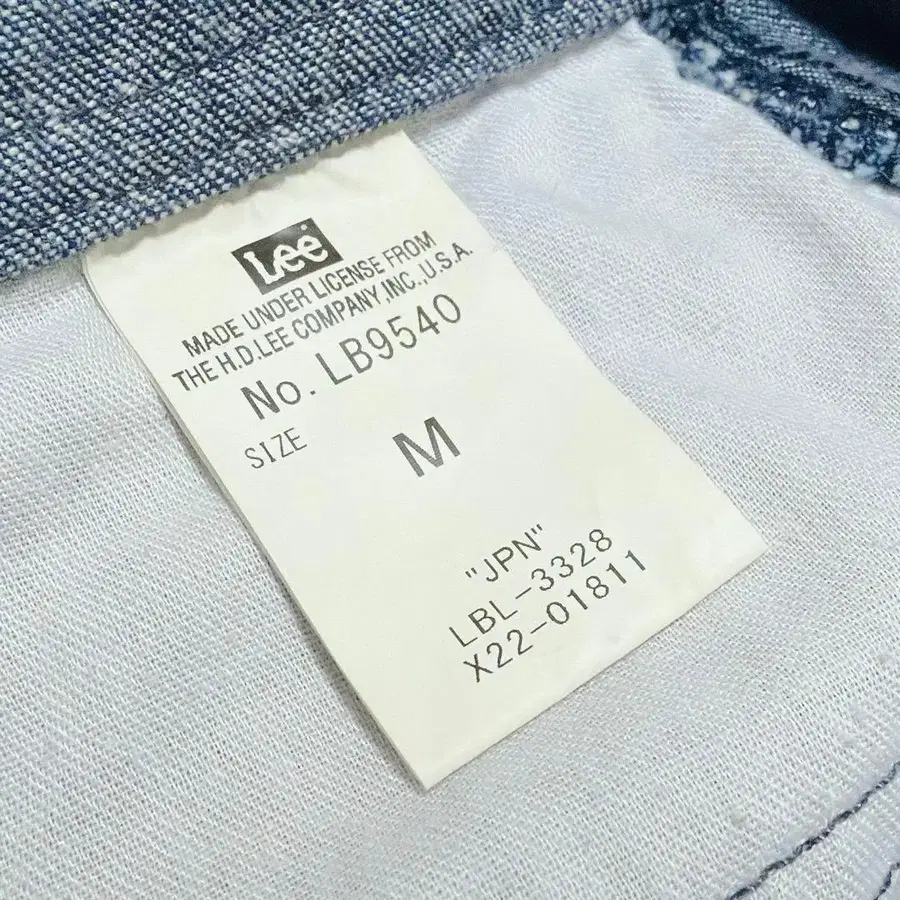 Lee
MADE UNDER LICENSE FROM
THE H.D.LEE COMPANY,INC.,U.S.A.
No. LB9540
SIZE M
"JPN"
LBL-3328
X22-01811